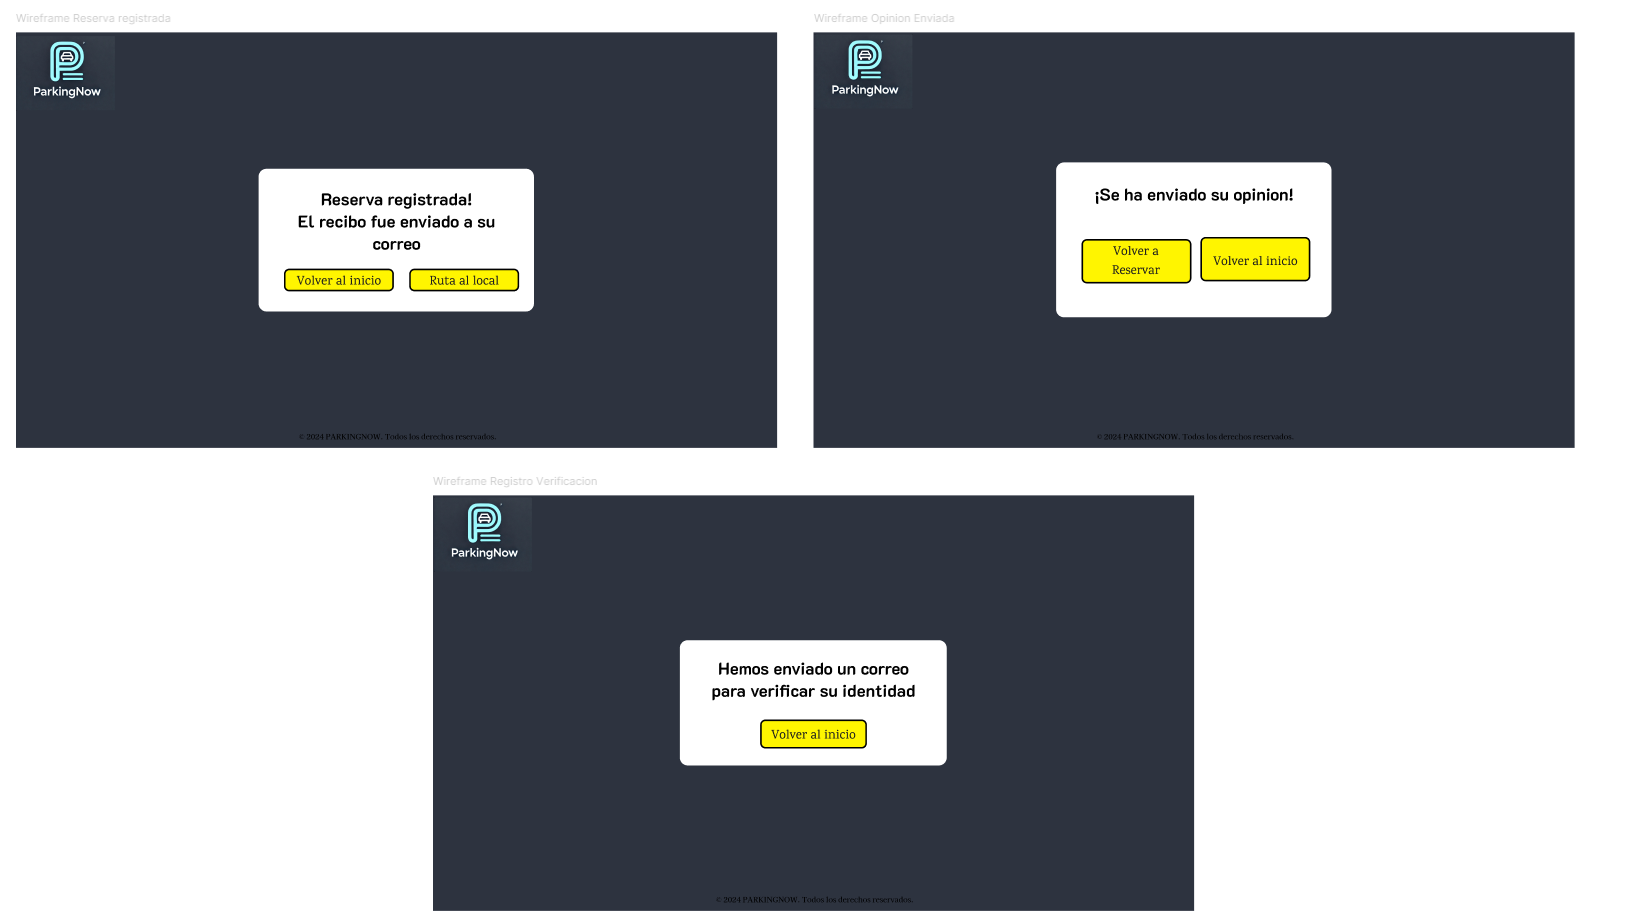 Wireframe Reserva registrada
ParkingNow
Reserva registrada!
El recibo fue enviado a su
correo
Volver al inicio
Ruta al local
© 2024 PARKINGNOW. Todos los derechos reservados.
Wireframe Opinion Enviada
ParkingNow
¡Se ha enviado su opinion!
Volver a
Reservar
Volver al inicio
© 2024 PARKINGNOW. Todos los derechos reservados.
Wireframe Registro Verificacion
ParkingNow
Hemos enviado un correo
para verificar su identidad
Volver al inicio
© 2024 PARKINGNOW. Todos los derechos reservados.